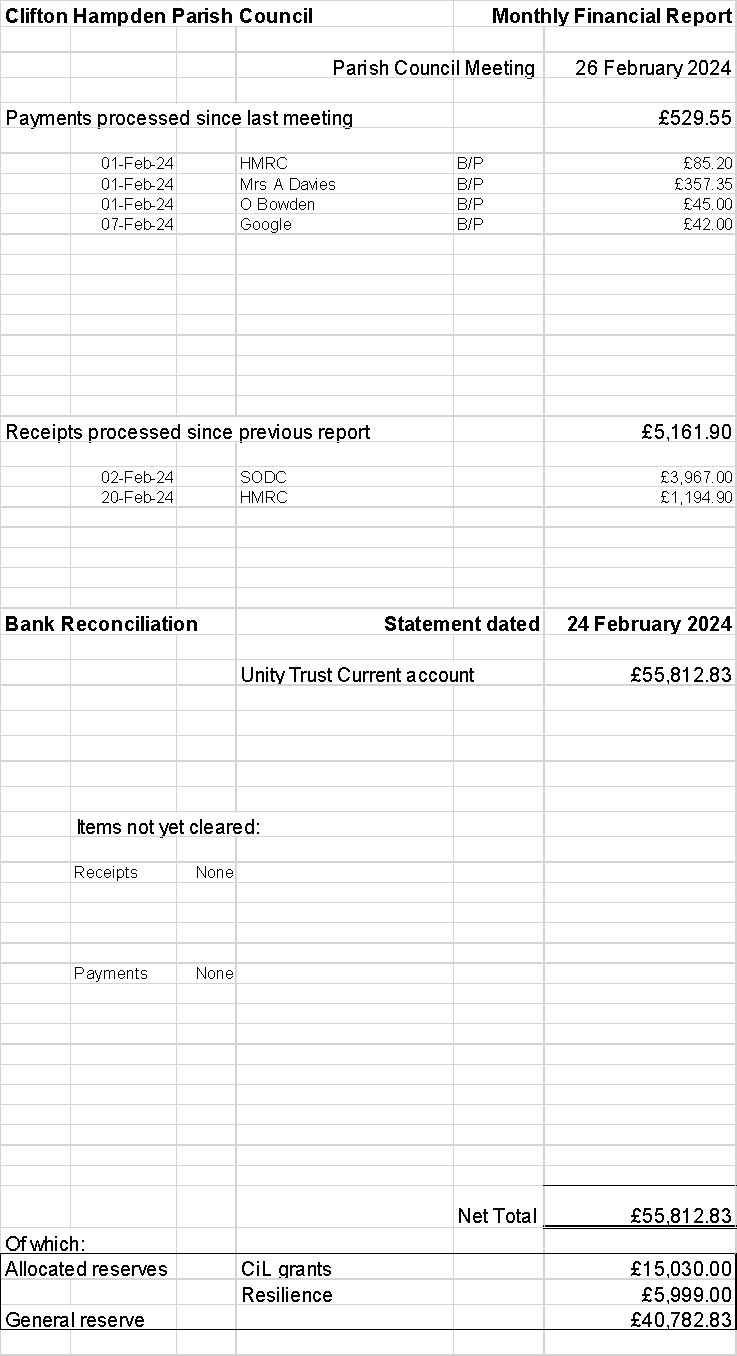 Clifton Hampden Parish Council Monthly Financial Report
Parish Council Meeting 26 February 2024
Payments processed since last meeting £529.55
01-Feb-24 HMRC B/P £85.20
01-Feb-24 Mrs A Davies B/P £357.35
01-Feb-24 O Bowden B/P £45.00
07-Feb-24 Google B/P £42.00
Receipts processed since previous report £5,161.90
02-Feb-24 SODC £3,967.00
20-Feb-24 HMRC £1,194.90
Bank Reconciliation Statement dated 24 February 2024
Unity Trust Current account £55,812.83
Items not yet cleared:
Receipts None
Payments None
Net Total £55,812.83
Of which:
Allocated reserves CiL grants £15,030.00
Resilience £5,999.00
General reserve £40,782.83